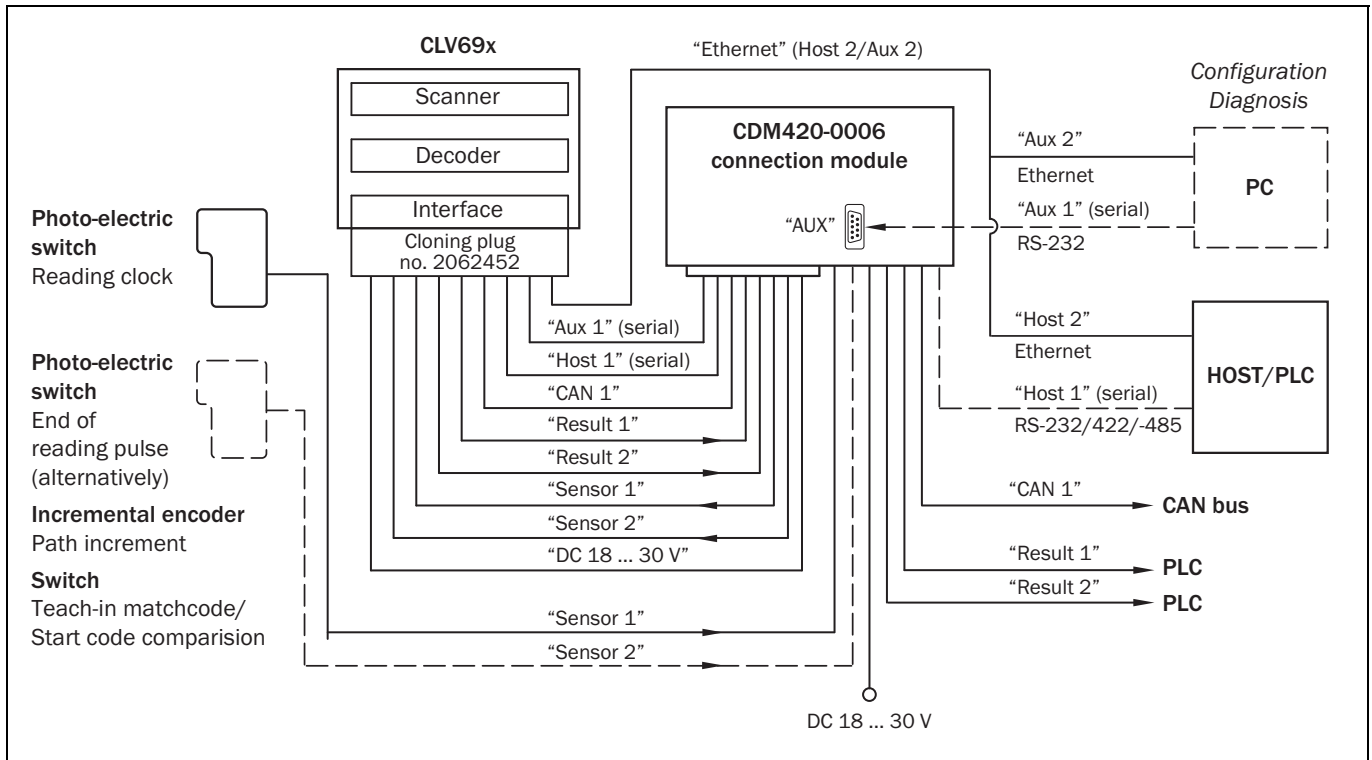 CLV69x
Scanner
Decoder
Interface
Cloning plug
no. 2062452
“Ethernet” (Host 2/Aux 2)
CDM420-0006
connection module
“AUX”
Configuration
Diagnosis
“Aux 2”
Ethernet
“Aux 1” (serial)
RS-232
PC
“Host 2”
Ethernet
“Host 1” (serial)
RS-232/422/-485
HOST/PLC
“CAN 1”
CAN bus
“Result 1”
PLC
“Result 2”
PLC
Photo-electric
switch
Reading clock
Photo-electric
switch
End of
reading pulse
(alternatively)
Incremental encoder
Path increment
Switch
Teach-in matchcode/
Start code comparision
“Aux 1” (serial)
“Host 1” (serial)
“CAN 1”
“Result 1”
“Result 2”
“Sensor 1”
“Sensor 2”
“DC 18 ... 30 V”
“Sensor 1”
“Sensor 2”
DC 18 ... 30 V